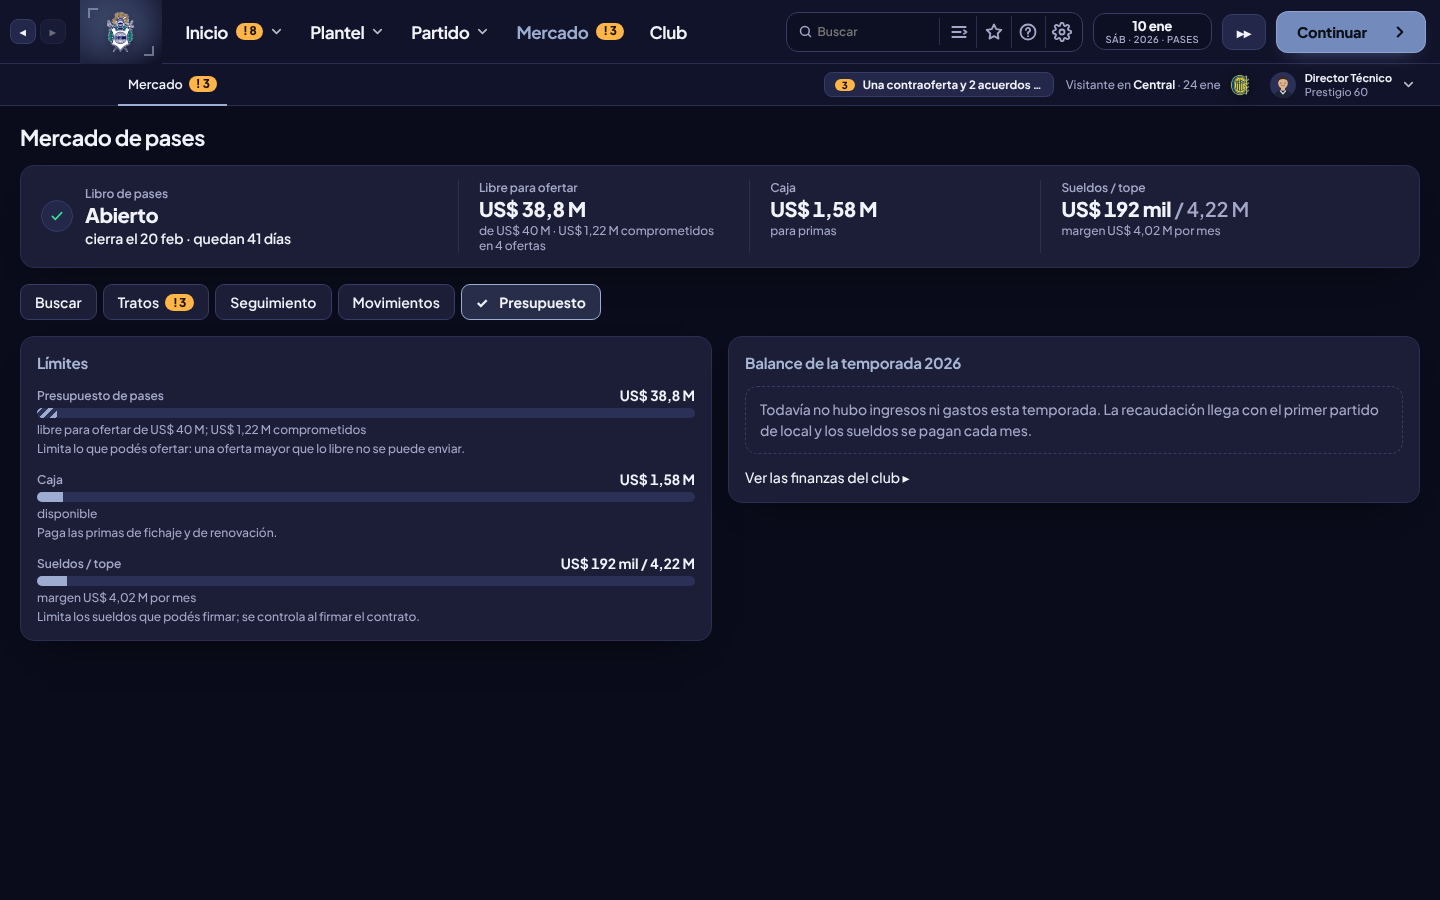 Inicio !8 Plantel Partido Mercado !3 Club
Buscar
10 ene
SÁB · 2026 · PASES
Continuar
Mercado !3
3 Una contraoferta y 2 acuerdos …
Visitante en Central · 24 ene
Director Técnico
Prestigio 60
Mercado de pases
Libro de pases
Abierto
cierra el 20 feb · quedan 41 días
Libre para ofertar
US$ 38,8 M
de US$ 40 M · US$ 1,22 M comprometidos
en 4 ofertas
Caja
US$ 1,58 M
para primas
Sueldos / tope
US$ 192 mil / 4,22 M
margen US$ 4,02 M por mes
Buscar
Tratos !3
Seguimiento
Movimientos
Presupuesto
Límites
Presupuesto de pases US$ 38,8 M
libre para ofertar de US$ 40 M; US$ 1,22 M comprometidos
Limita lo que podés ofertar: una oferta mayor que lo libre no se puede enviar.
Caja US$ 1,58 M
disponible
Paga las primas de fichaje y de renovación.
Sueldos / tope US$ 192 mil / 4,22 M
margen US$ 4,02 M por mes
Limita los sueldos que podés firmar; se controla al firmar el contrato.
Balance de la temporada 2026
Todavía no hubo ingresos ni gastos esta temporada. La recaudación llega con el primer partido
de local y los sueldos se pagan cada mes.
Ver las finanzas del club ▸